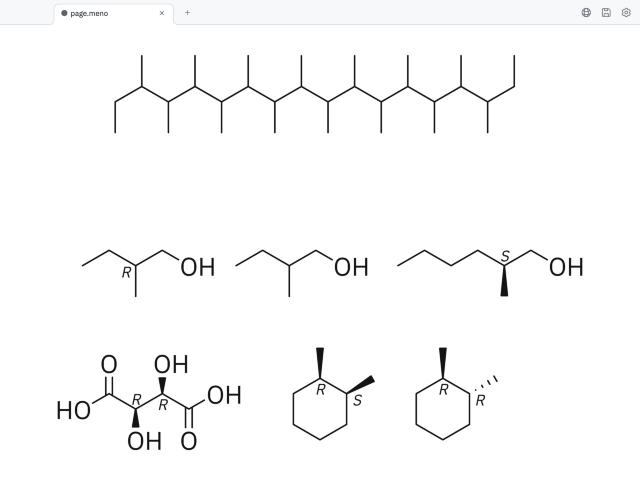 page.meno × +
R OH
OH
S OH
O OH
HO R R OH
OH O
R S
R R